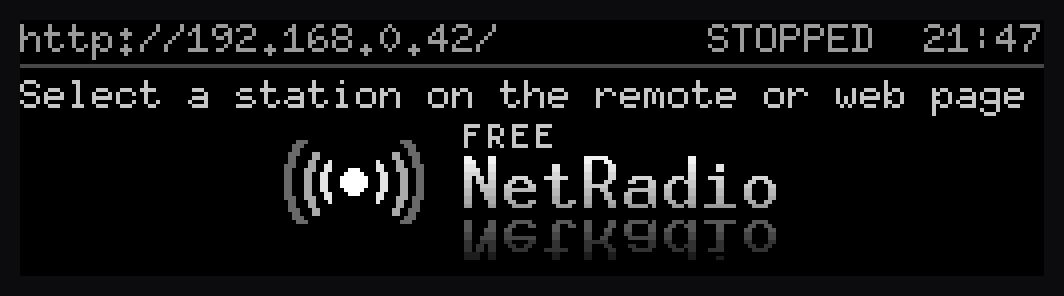 http://192.168.0.42/ STOPPED 21:47
Select a station on the remote or web page
FREE
NetRadio